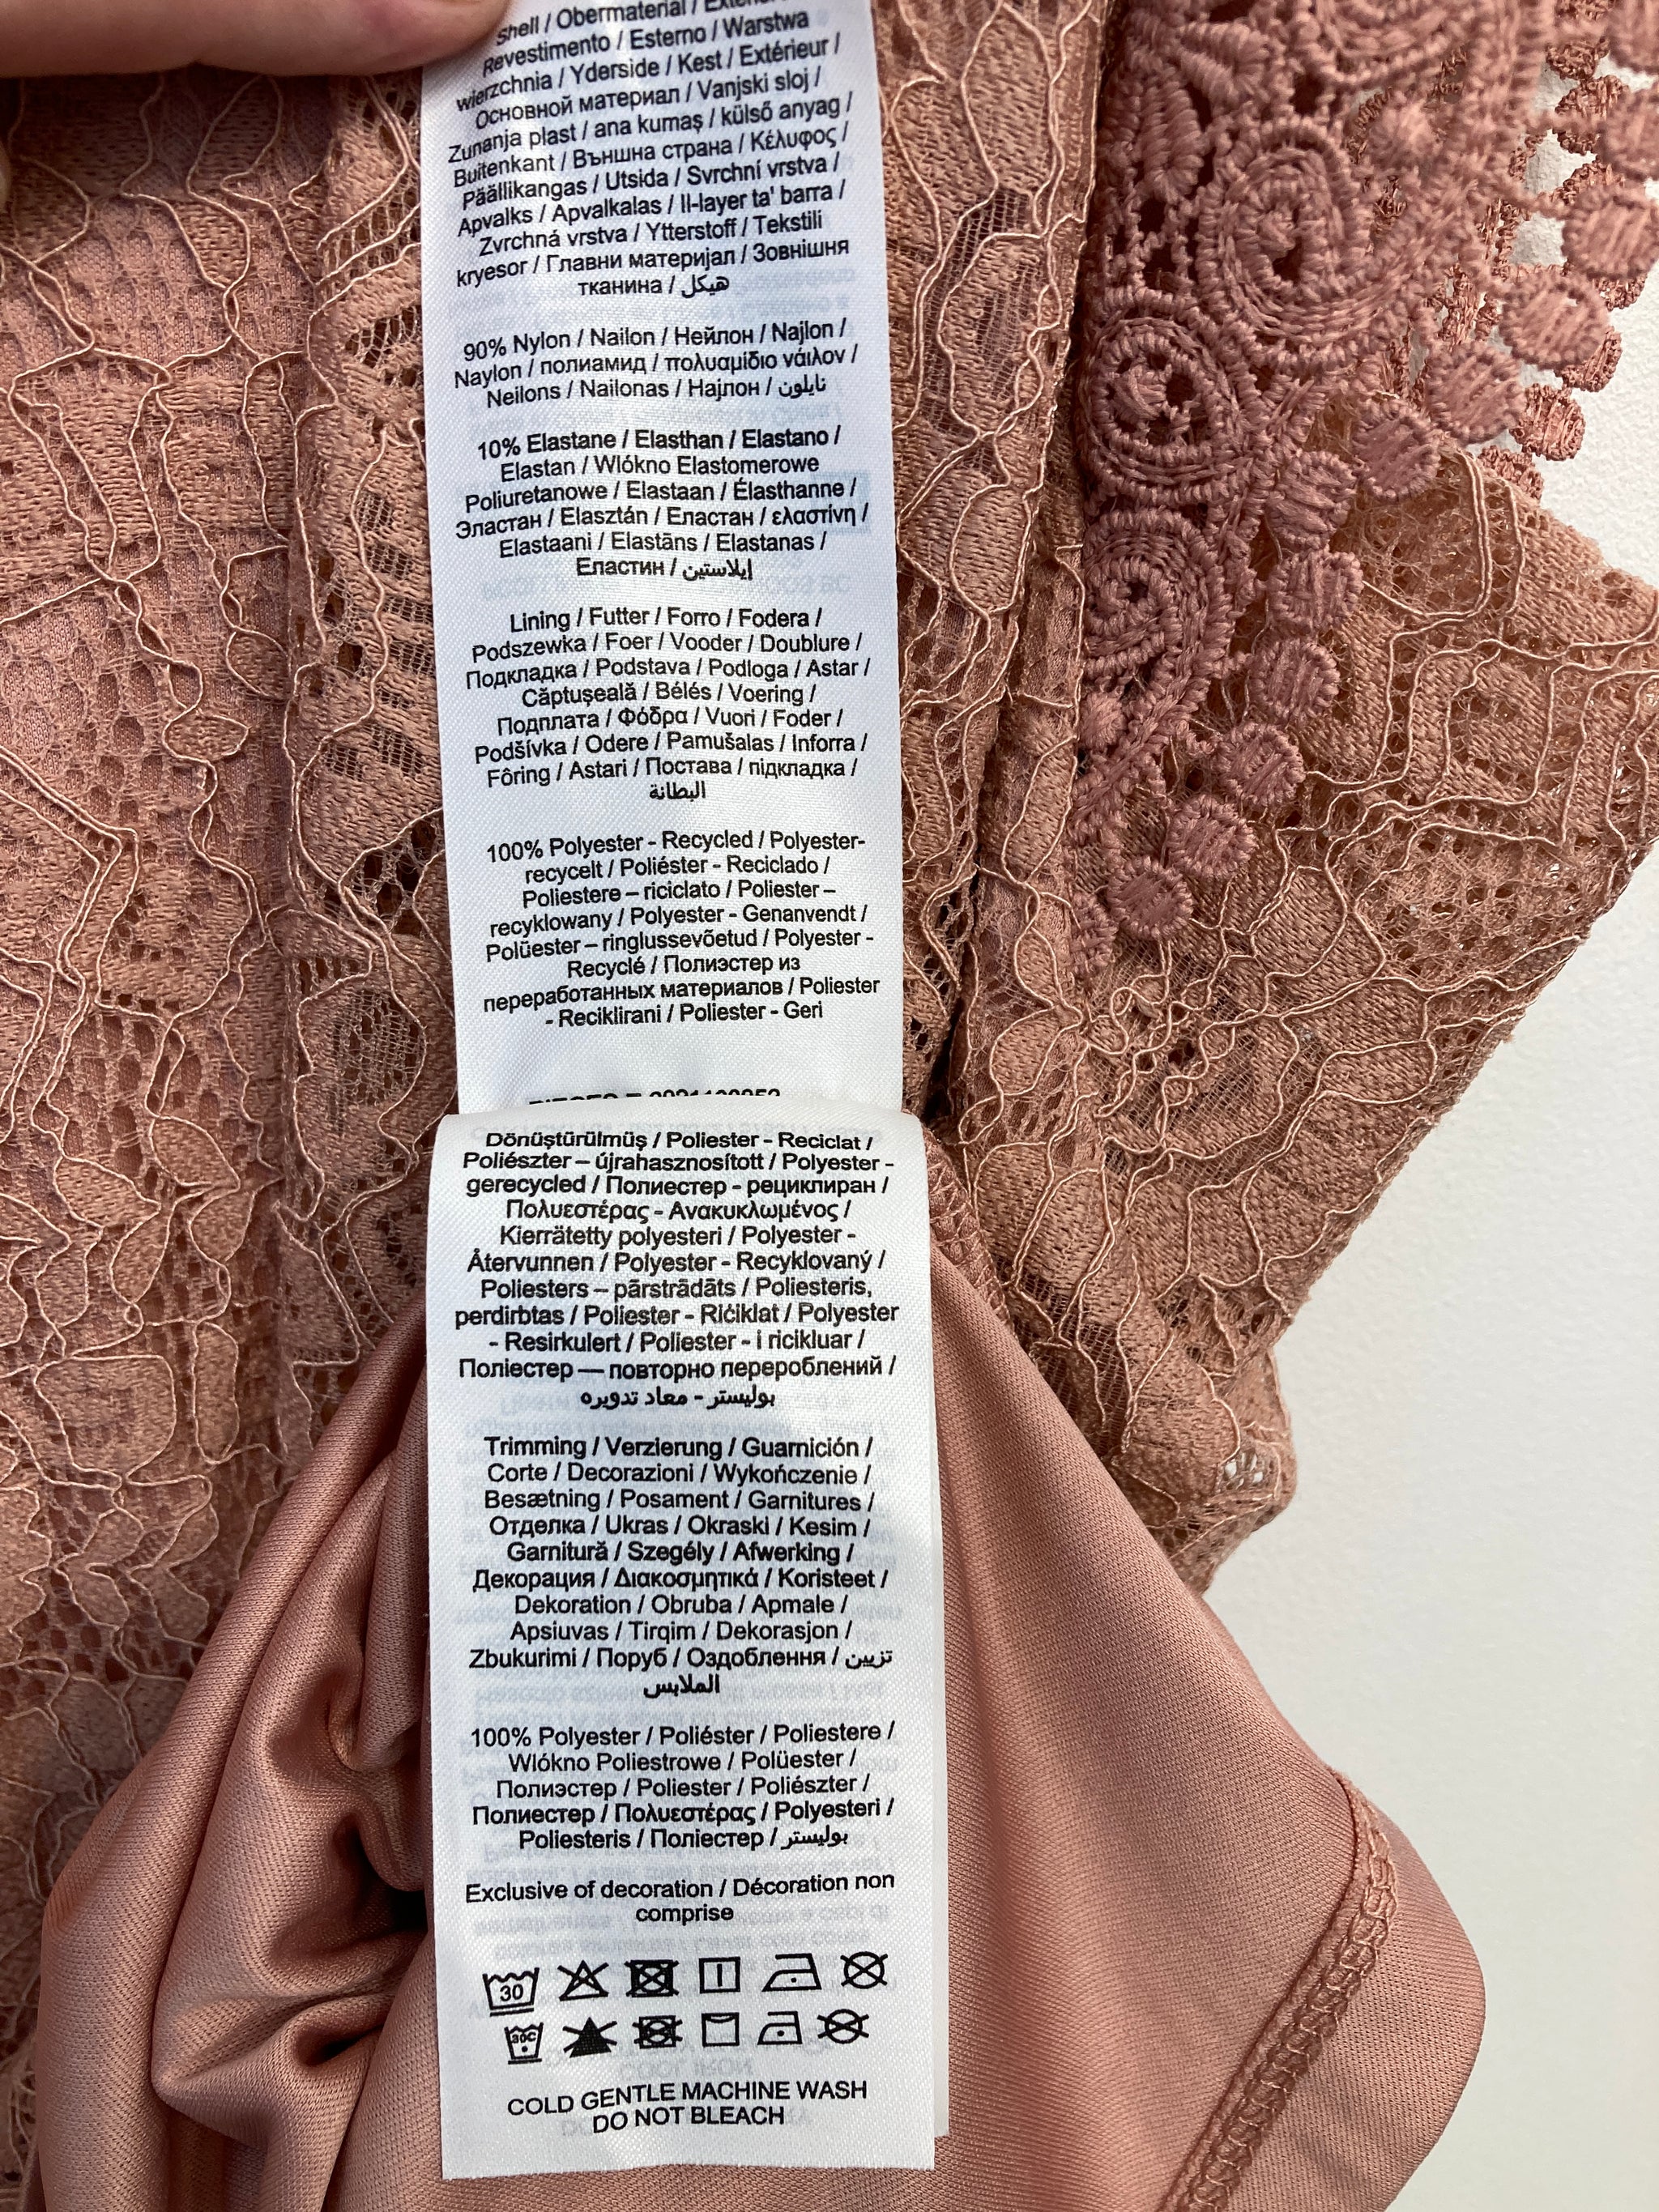 Shell / Obermaterial /
Revestimento / Esterno / Warstwa
wierzchnia / Yderside / Kest / Extérieur /
Основной материал / Vanjski sloj /
Zunanja plast / ana kumaş / külső anyag /
Buitenkant / Външна страна / Κέλυφος /
Päällikangas / Utsida / Svrchní vrstva /
Apvalks / Apvalkalas / Il-layer ta' barra /
Zvrchná vrstva / Ytterstoff / Tekstili
kryesor / Главни материјал / Зовнішня
тканина / هيكل
90% Nylon / Nailon / Нейлон / Najlon /
Naylon / полиамид / πολυαμίδιο νάιλον /
Neilons / Nailonas / Најлон / نايلون
10% Elastane / Elasthan / Elastano /
Elastan / Wlókno Elastomerowe
Poliuretanowe / Elastaan / Élasthanne /
Эластан / Elasztán / Еластан / ελαστίνη /
Elastaani / Elastāns / Elastanas /
Еластин / إيلاستين
Lining / Futter / Forro / Fodera /
Podszewka / Foer / Vooder / Doublure /
Подкладка / Podstava / Podloga / Astar /
Căptuşeală / Bélés / Voering /
Подплата / Φόδρα / Vuori / Foder /
Podšívka / Odere / Pamušalas / Inforra /
Fôring / Astari / Постава / підкладка /
البطانة
100% Polyester - Recycled / Polyester-
recycelt / Poliéster - Reciclado /
Poliestere – riciclato / Poliester –
recyklowany / Polyester - Genanvendt /
Polüester – ringlussevõetud / Polyester -
Recyclé / Полиэстер из
переработанных материалов / Poliester
- Reciklirani / Poliester - Geri
Dönüştürülmüş / Poliester - Reciclat /
Poliészter – újrahasznosított / Polyester -
gerecycled / Полиестер - рециклиран /
Πολυεστέρας - Ανακυκλωμένος /
Kierrätetty polyesteri / Polyester -
Återvunnen / Polyester - Recyklovaný /
Poliesters – pārstrādāts / Poliesteris,
perdirbtas / Poliester - Riċiklat / Polyester
- Resirkulert / Poliester - i ricikluar /
Поліестер — повторно перероблений /
بوليستر - معاد تدويره
Trimming / Verzierung / Guarnición /
Corte / Decorazioni / Wykończenie /
Besætning / Posament / Garnitures /
Отделка / Ukras / Okraski / Kesim /
Garnitură / Szegély / Afwerking /
Декорация / Διακοσμητικά / Koristeet /
Dekoration / Obruba / Apmale /
Apsiuvas / Tirqim / Dekorasjon /
Zbukurimi / Поруб / Оздоблення / تزيين
الملابس
100% Polyester / Poliéster / Poliestere /
Wlókno Poliestrowe / Polüester /
Полиэстер / Poliester / Poliészter /
Полиестер / Πολυεστέρας / Polyesteri /
Poliesteris / Поліестер / بوليستر
Exclusive of decoration / Décoration non
comprise
30
30C
COLD GENTLE MACHINE WASH
DO NOT BLEACH